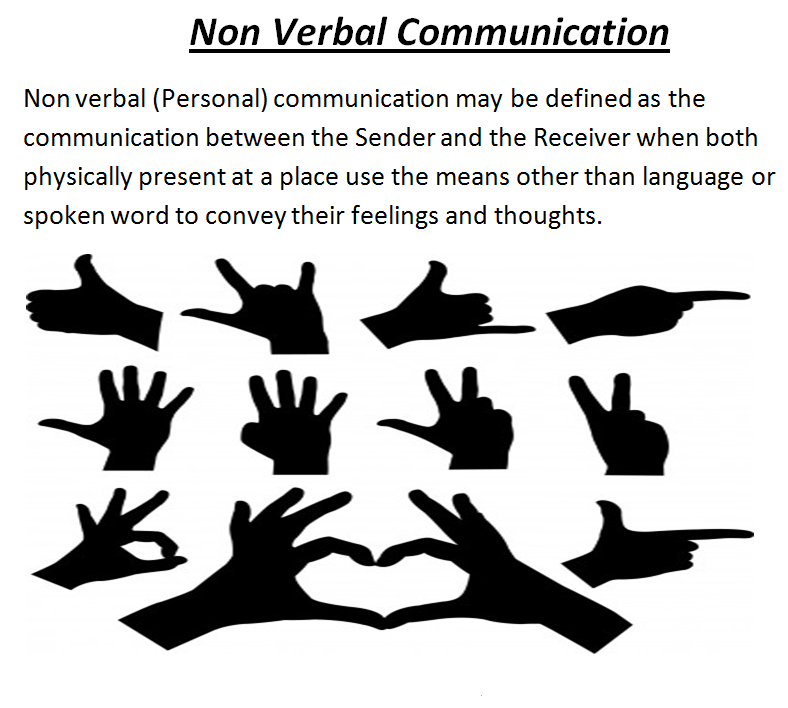 Non Verbal Communication
Non verbal (Personal) communication may be defined as the
communication between the Sender and the Receiver when both
physically present at a place use the means other than language or
spoken word to convey their feelings and thoughts.